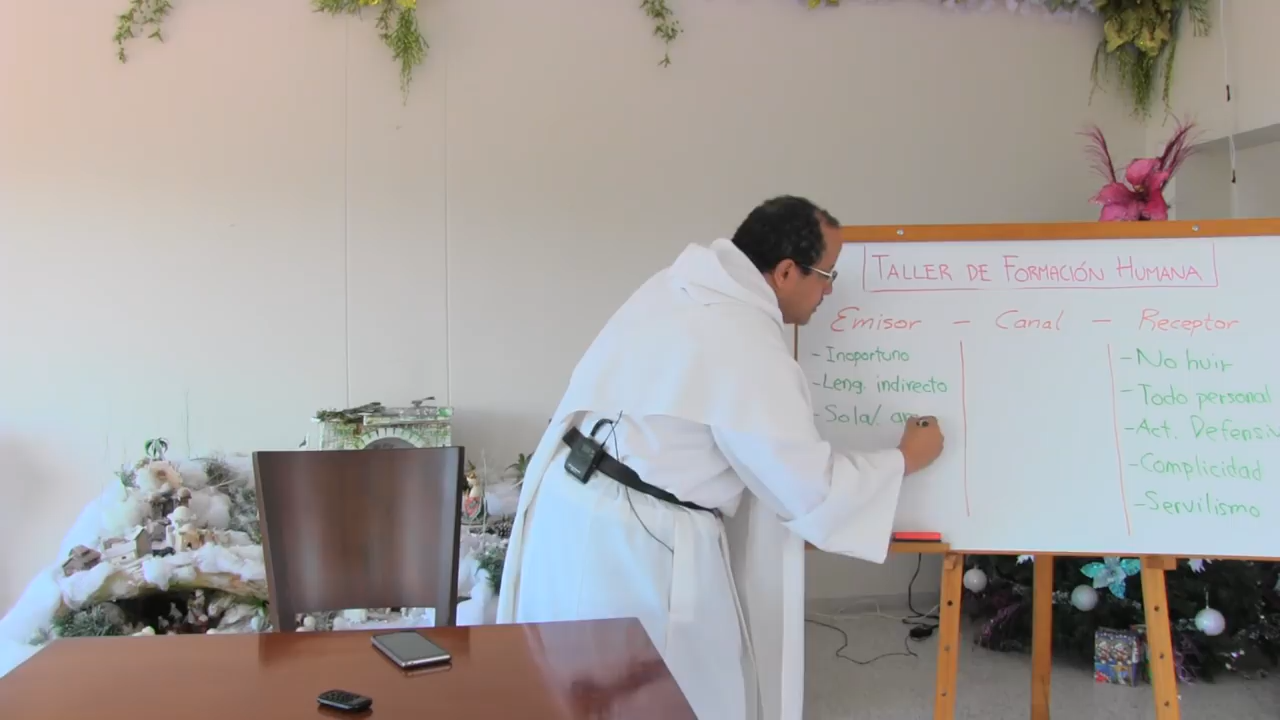 TALLER DE FORMACIÓN HUMANA
Emisor – Canal – Receptor
- Inoportuno
- Leng. indirecto
- Sola/.
- No huir
- Todo personal
- Act. Defensiv
- Complicidad
- Servilismo